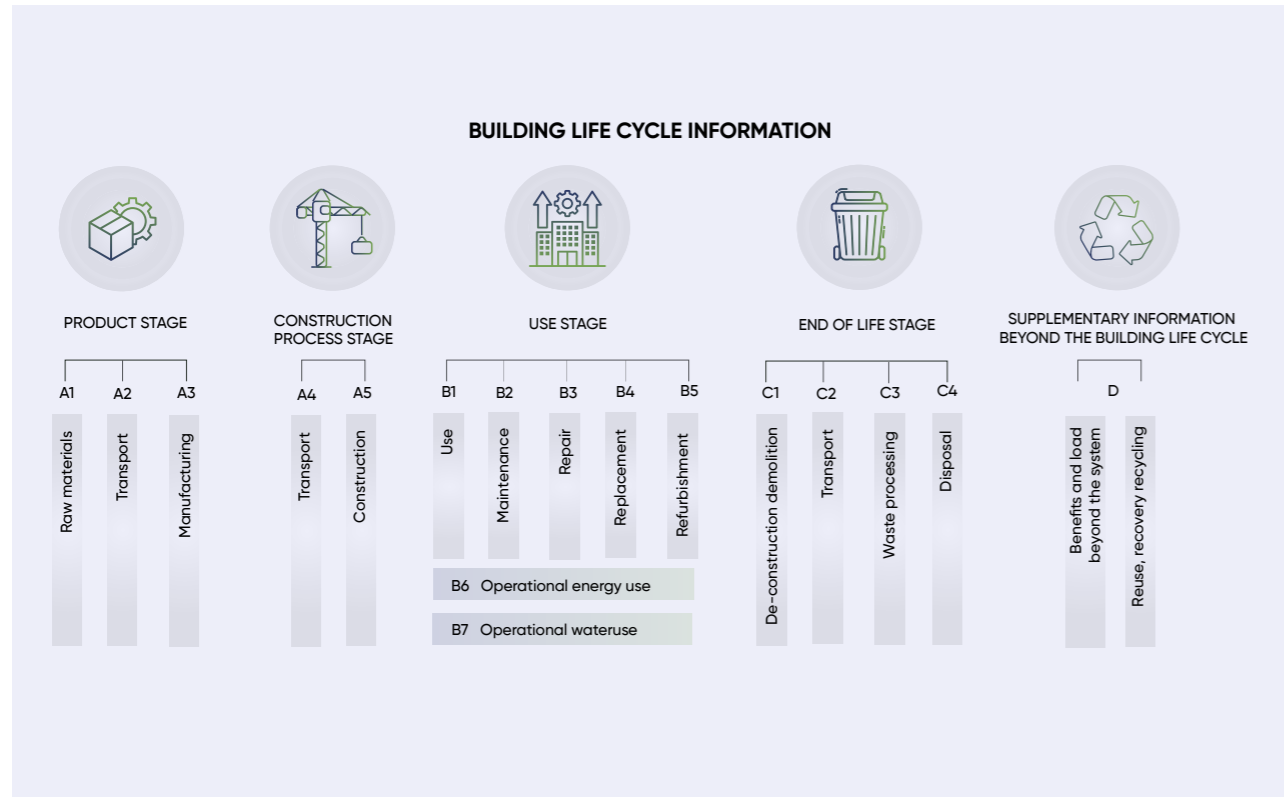 BUILDING LIFE CYCLE INFORMATION
PRODUCT STAGE
A1
A2
A3
Raw materials
Transport
Manufacturing
CONSTRUCTION
PROCESS STAGE
A4
A5
Transport
Construction
USE STAGE
B1
B2
B3
B4
B5
Use
Maintenance
Repair
Replacement
Refurbishment
B6 Operational energy use
B7 Operational wateruse
END OF LIFE STAGE
C1
C2
C3
C4
De-construction demolition
Transport
Waste processing
Disposal
SUPPLEMENTARY INFORMATION
BEYOND THE BUILDING LIFE CYCLE
D
Benefits and load
beyond the system
Reuse, recovery recycling